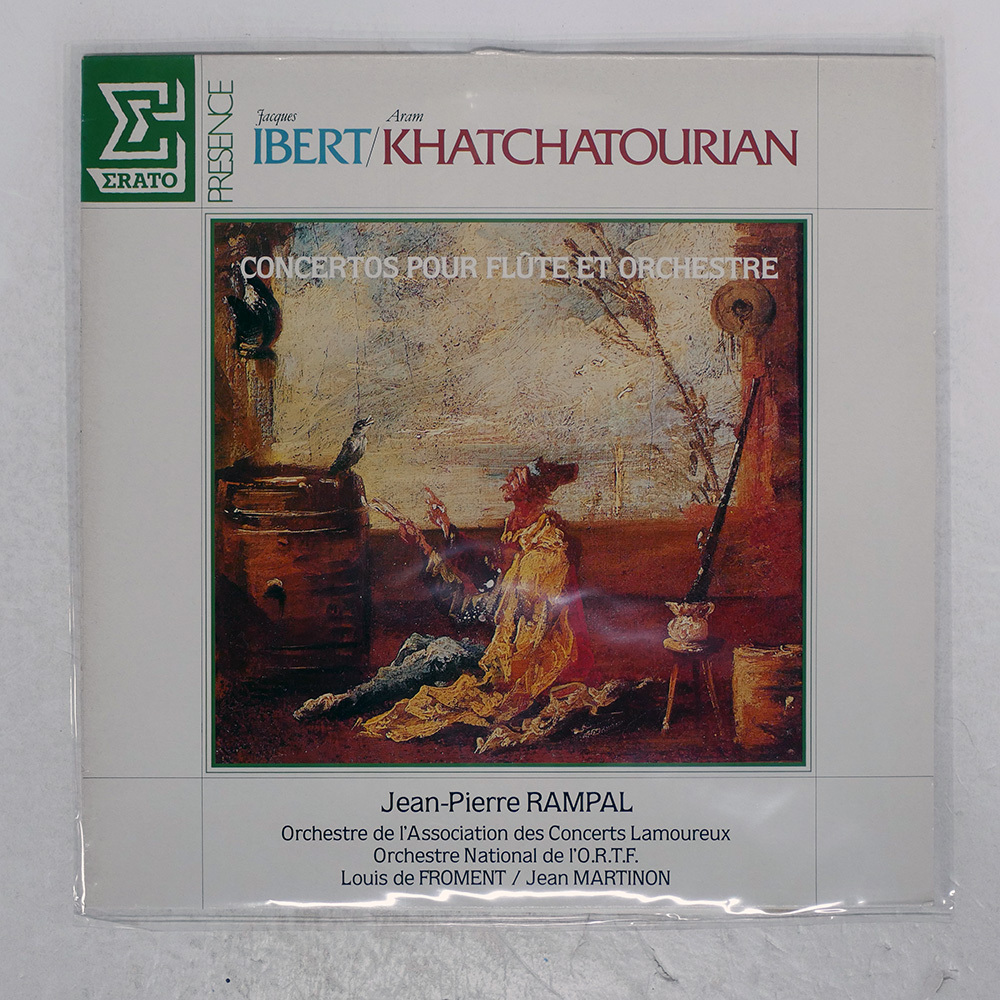 ΣRATO
PRESENCE
Jacques Aram
IBERT/KHATCHATOURIAN
CONCERTOS POUR FLÛTE ET ORCHESTRE
Jean-Pierre RAMPAL
Orchestre de l'Association des Concerts Lamoureux
Orchestre National de l'O.R.T.F.
Louis de FROMENT / Jean MARTINON